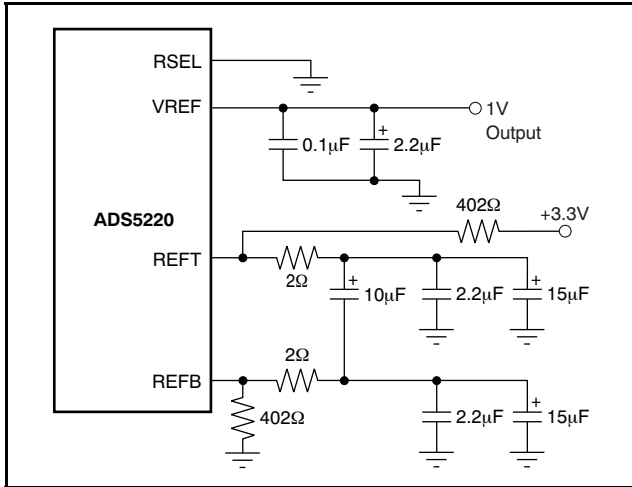 RSEL
VREF
1V
Output
0.1μF
+
2.2μF
ADS5220
402Ω
+3.3V
REFT
2Ω
+
10μF
2.2μF
+
15μF
REFB
2Ω
402Ω
2.2μF
+
15μF